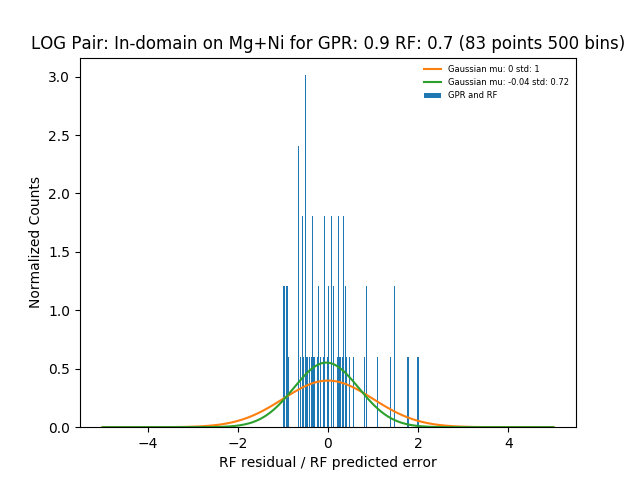 LOG Pair: In-domain on Mg+Ni for GPR: 0.9 RF: 0.7 (83 points 500 bins)
Gaussian mu: 0 std: 1
Gaussian mu: -0.04 std: 0.72
GPR and RF
Normalized Counts
3.0
2.5
2.0
1.5
1.0
0.5
0.0
−4 −2 0 2 4
RF residual / RF predicted error